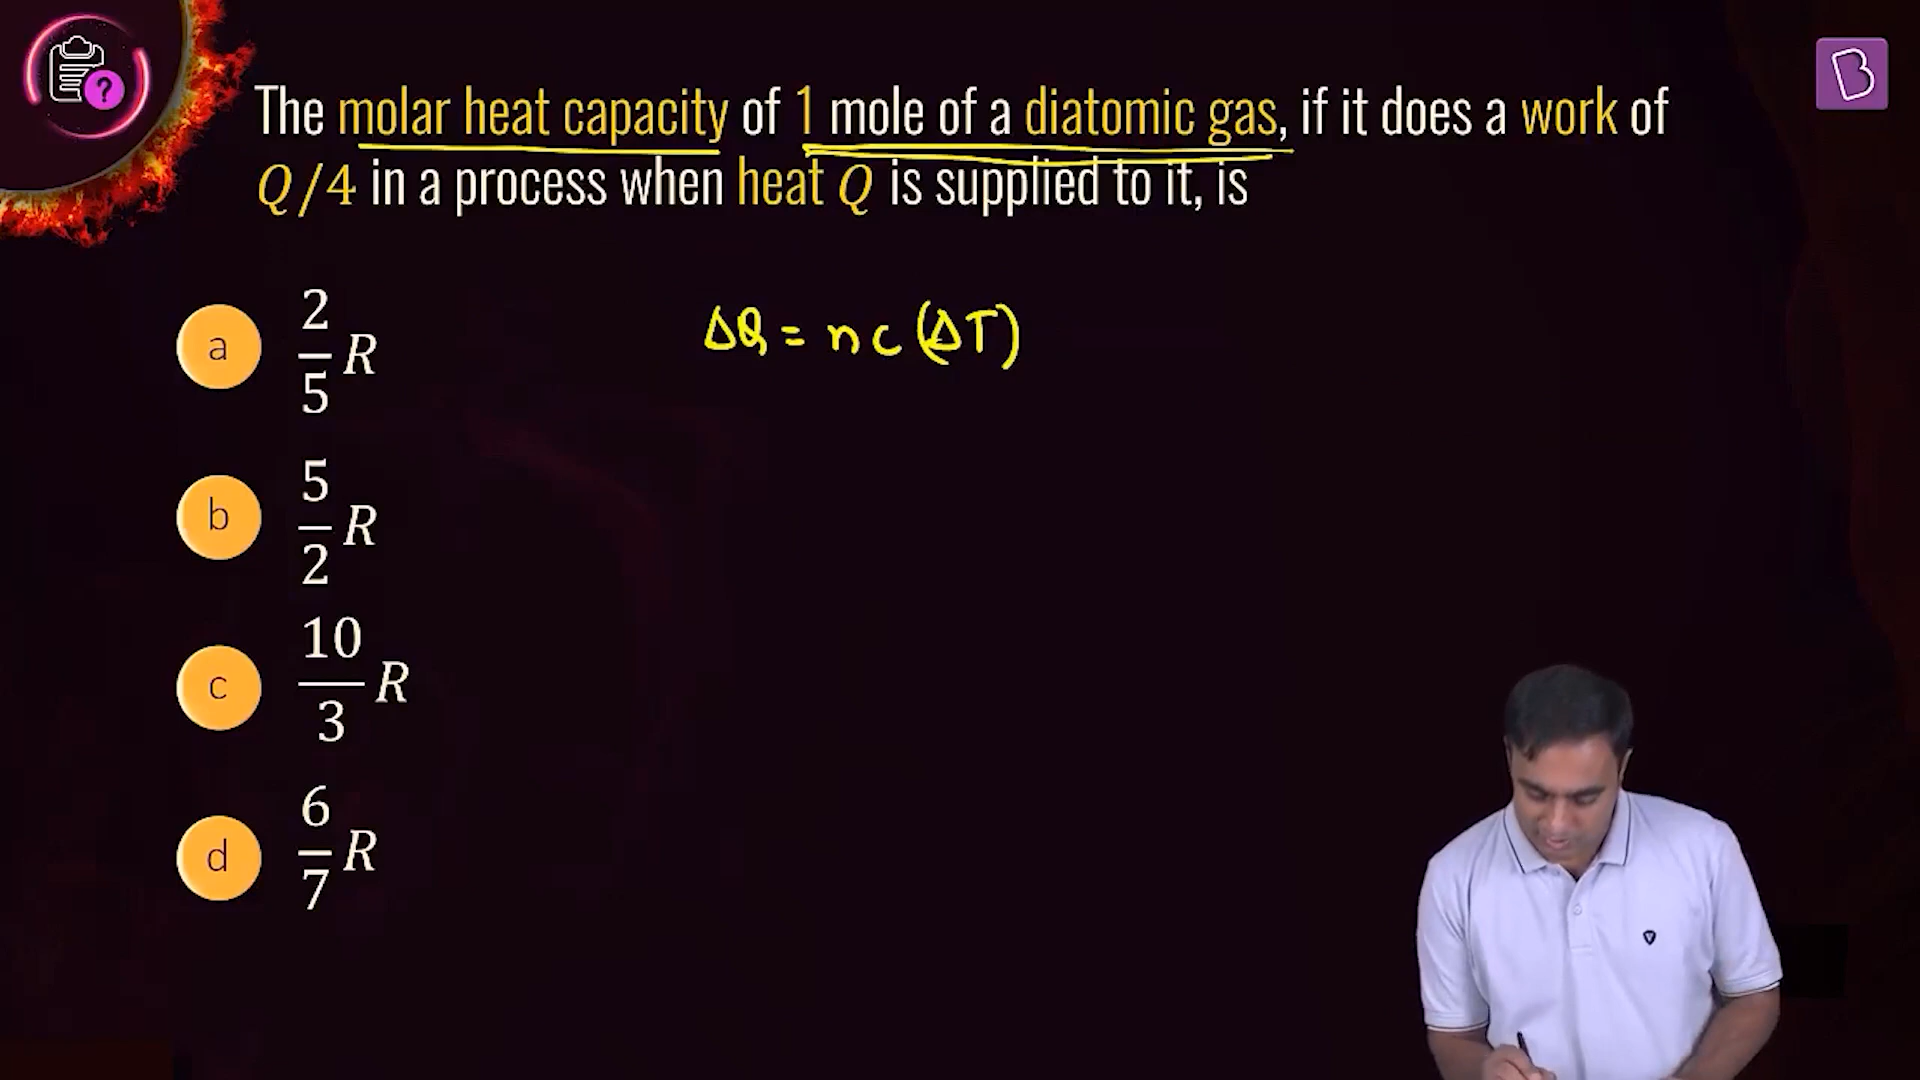 The molar heat capacity of 1 mole of a diatomic gas, if it does a work of
Q/4 in a process when heat Q is supplied to it, is
a 2/5 R
ΔQ = nc(ΔT)
b 5/2 R
c 10/3 R
d 6/7 R